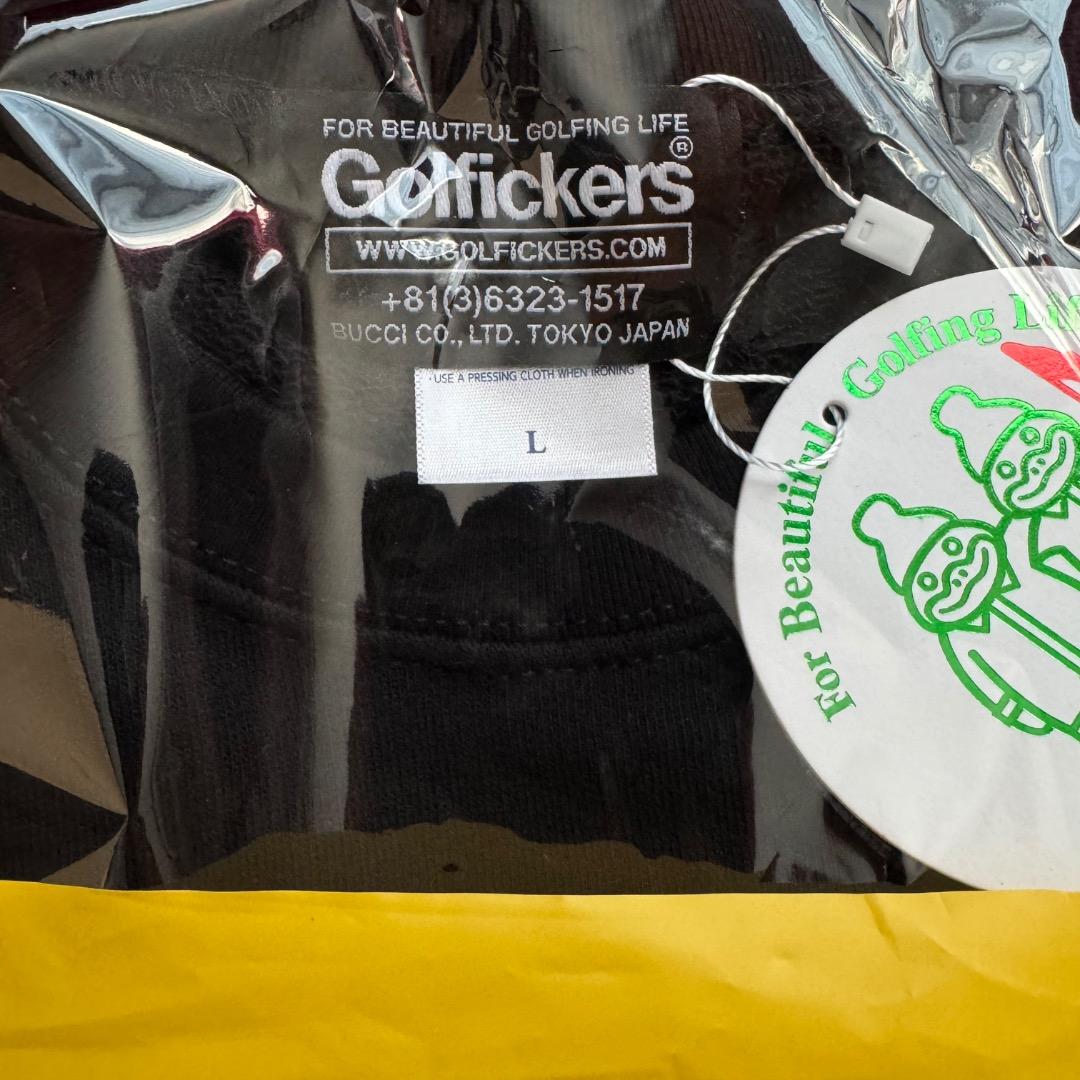 FOR BEAUTIFUL GOLFING LIFE
Golfickers®
WWW.GOLFICKERS.COM
+81(3)6323-1517
BUCCI CO., LTD. TOKYO JAPAN
· USE A PRESSING CLOTH WHEN IRONING
L
For Beautiful Golfing